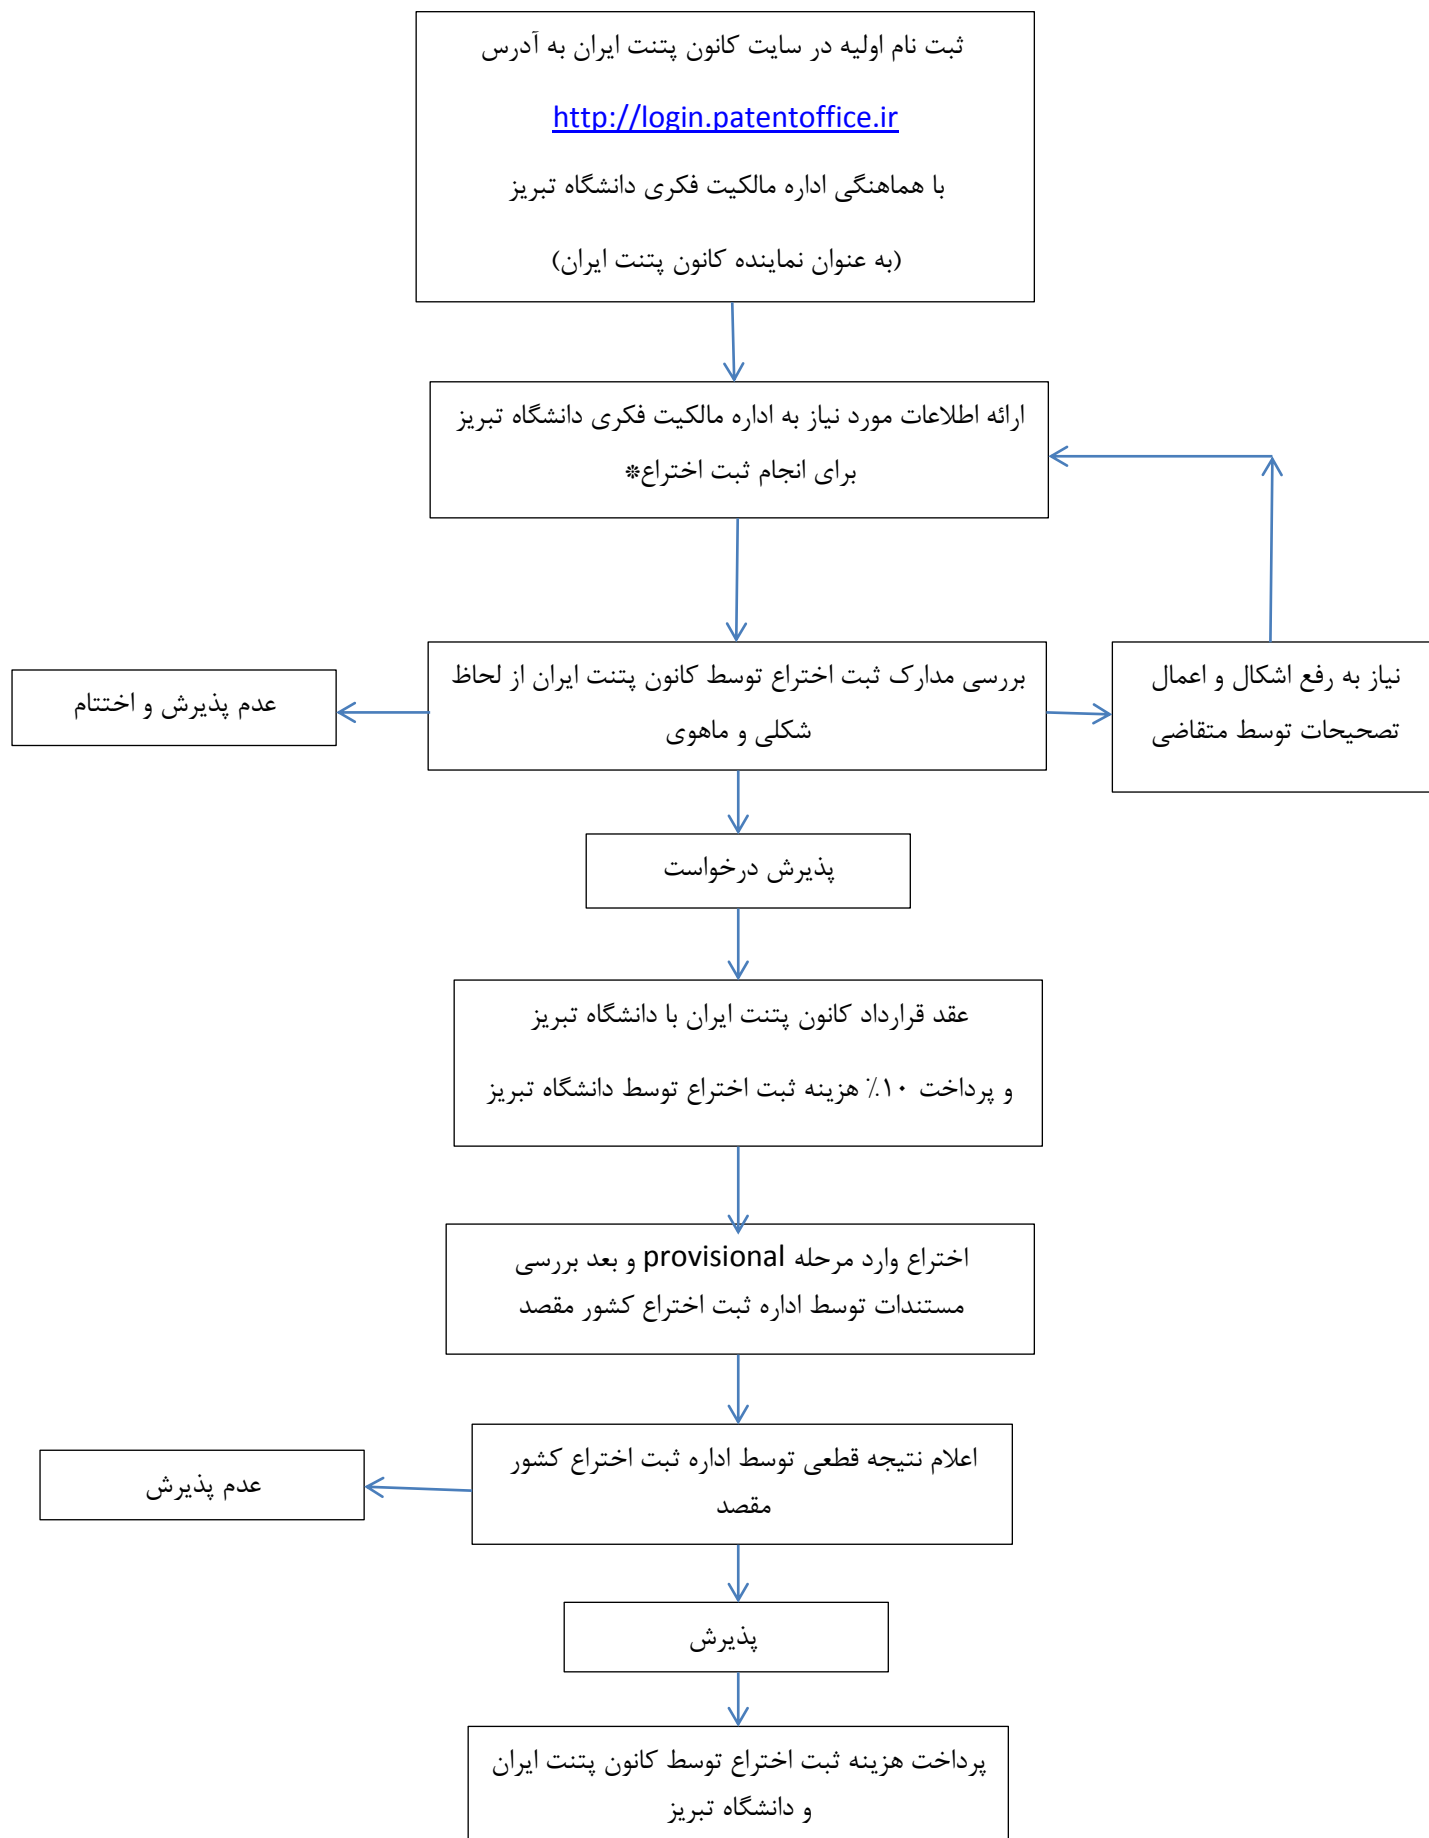 ثبت نام اولیه در سایت کانون پتنت ایران به آدرس
http://login.patentoffice.ir
با هماهنگی اداره مالکیت فکری دانشگاه تبریز
(به عنوان نماینده کانون پتنت ایران)
ارائه اطلاعات مورد نیاز به اداره مالکیت فکری دانشگاه تبریز
برای انجام ثبت اختراع*
بررسی مدارک ثبت اختراع توسط کانون پتنت ایران از لحاظ
شکلی و ماهوی
نیاز به رفع اشکال و اعمال
تصحیحات توسط متقاضی
عدم پذیرش و اختتام
پذیرش درخواست
عقد قرارداد کانون پتنت ایران با دانشگاه تبریز
و پرداخت ۱۰٪ هزینه ثبت اختراع توسط دانشگاه تبریز
اختراع وارد مرحله provisional و بعد بررسی
مستندات توسط اداره ثبت اختراع کشور مقصد
اعلام نتیجه قطعی توسط اداره ثبت اختراع کشور
مقصد
عدم پذیرش
پذیرش
پرداخت هزینه ثبت اختراع توسط کانون پتنت ایران
و دانشگاه تبریز